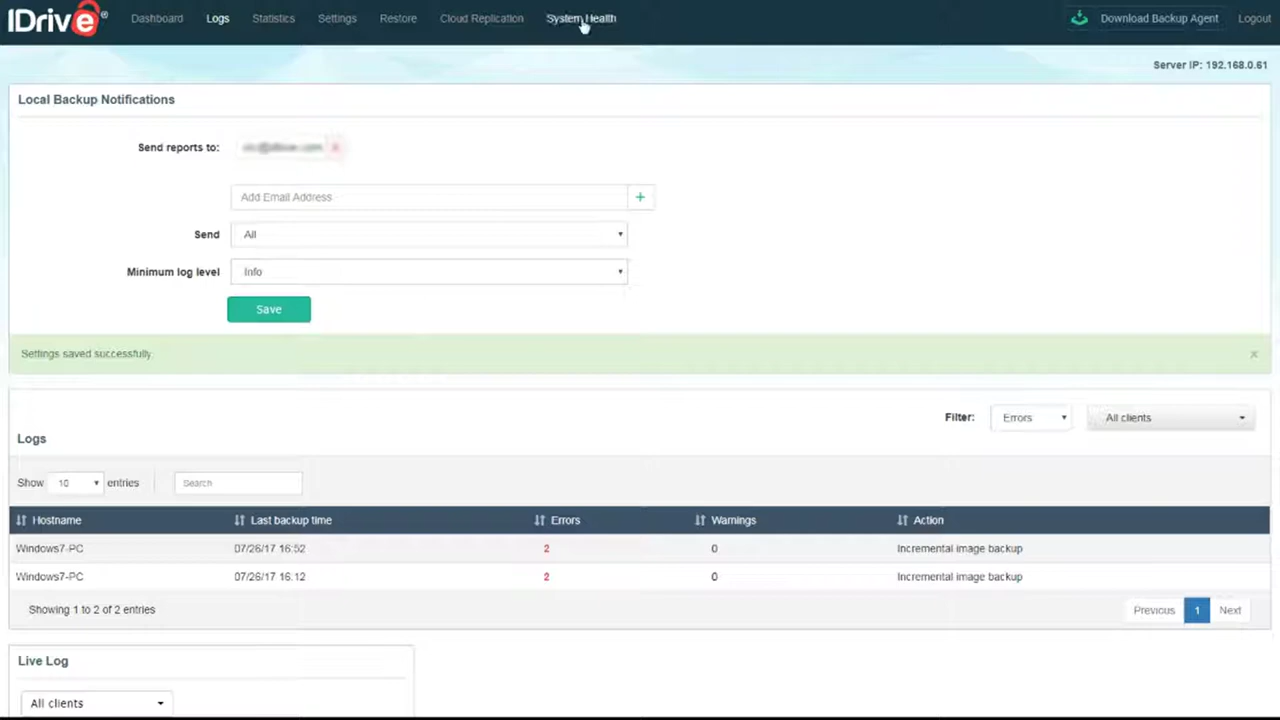 IDrive® Dashboard Logs Statistics Settings Restore Cloud Replication System Health Download Backup Agent Logout
Server IP: 192.168.0.61
Local Backup Notifications
Send reports to: x
Add Email Address +
Send All
Minimum log level Info
Save
Settings saved successfully x
Filter: Errors All clients
Logs
Show 10 entries Search
Hostname Last backup time Errors Warnings Action
Windows7-PC 07/26/17 16:52 2 0 Incremental image backup
Windows7-PC 07/26/17 16:12 2 0 Incremental image backup
Showing 1 to 2 of 2 entries Previous 1 Next
Live Log
All clients